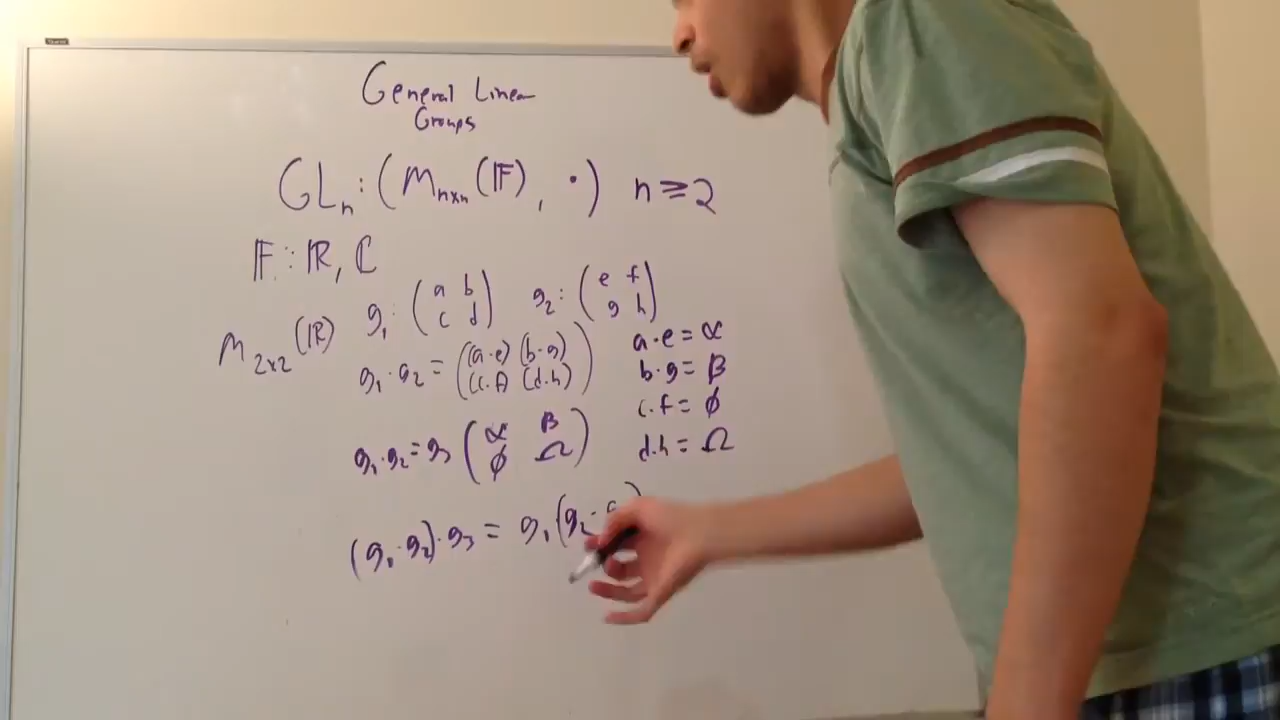 General Linear
Groups
GLₙ : (Mₙₓₙ(𝔽), ·) n ≥ 2
𝔽 : ℝ, ℂ
M₂ₓ₂(ℝ) g₁ : (a b
c d) g₂ : (e f
g h)
g₁ · g₂ = ((a·e) (b·g)
(c·f) (d·h))
a·e = α
b·g = β
c·f = ϕ
d·h = Ω
g₁·g₂ = g₃ (α β
ϕ Ω)
(g₁·g₂)·g₃ = g₁·(g₂·